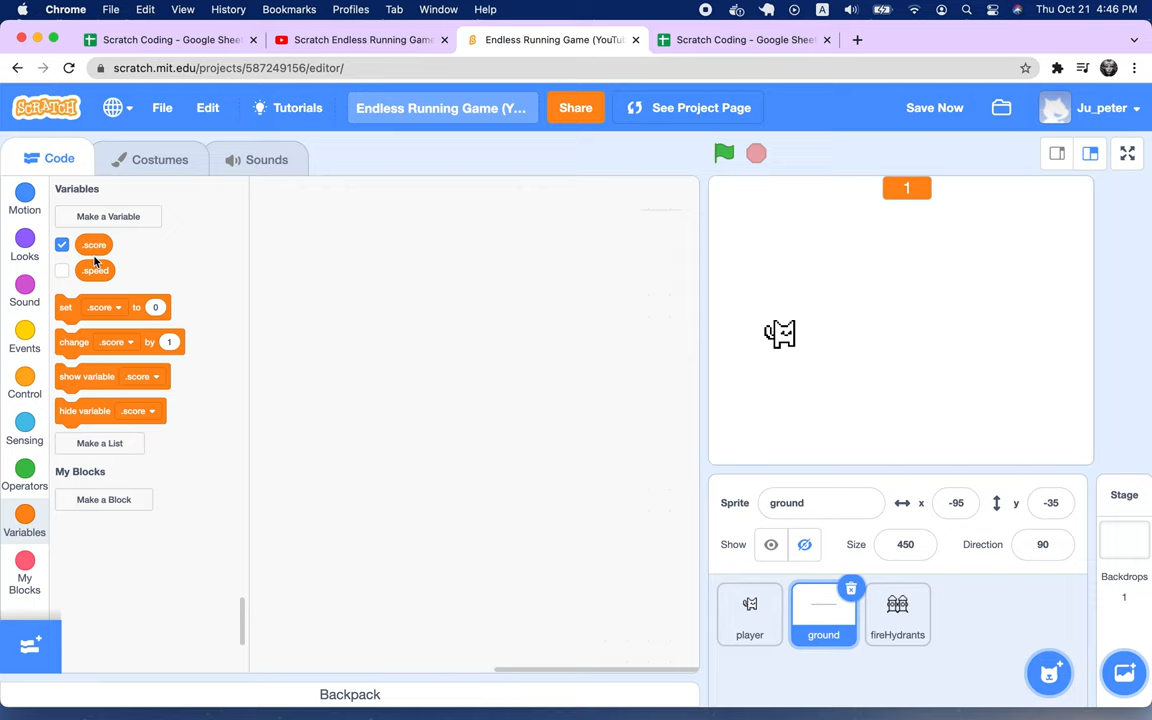 Chrome File Edit View History Bookmarks Profiles Tab Window Help A Thu Oct 21 4:46 PM
Scratch Coding - Google Shee Scratch Endless Running Gam Endless Running Game (YouTu Scratch Coding - Google Shee
scratch.mit.edu/projects/587249156/editor/
SCRATCH File Edit Tutorials Endless Running Game (Y... Share See Project Page Save Now Ju_peter
Code Costumes Sounds
Motion
Looks
Sound
Events
Control
Sensing
Operators
Variables
My
Blocks
Variables
Make a Variable
.score
.speed
set .score to 0
change .score by 1
show variable .score
hide variable .score
Make a List
My Blocks
Make a Block
Backpack
1
Sprite ground x -95 y -35
Show Size 450 Direction 90
player ground fireHydrants
Stage
Backdrops
1